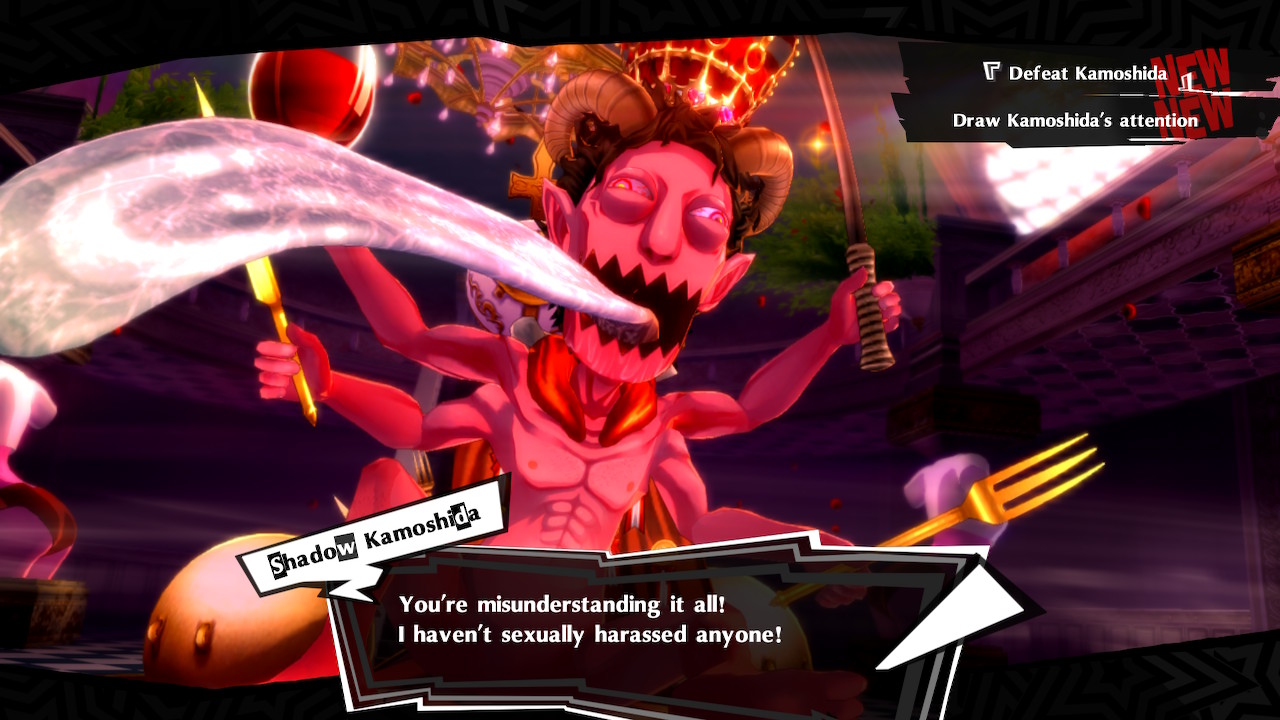 Defeat Kamoshida
NEW
Draw Kamoshida's attention
NEW
Shadow Kamoshida
You're misunderstanding it all!
I haven't sexually harassed anyone!